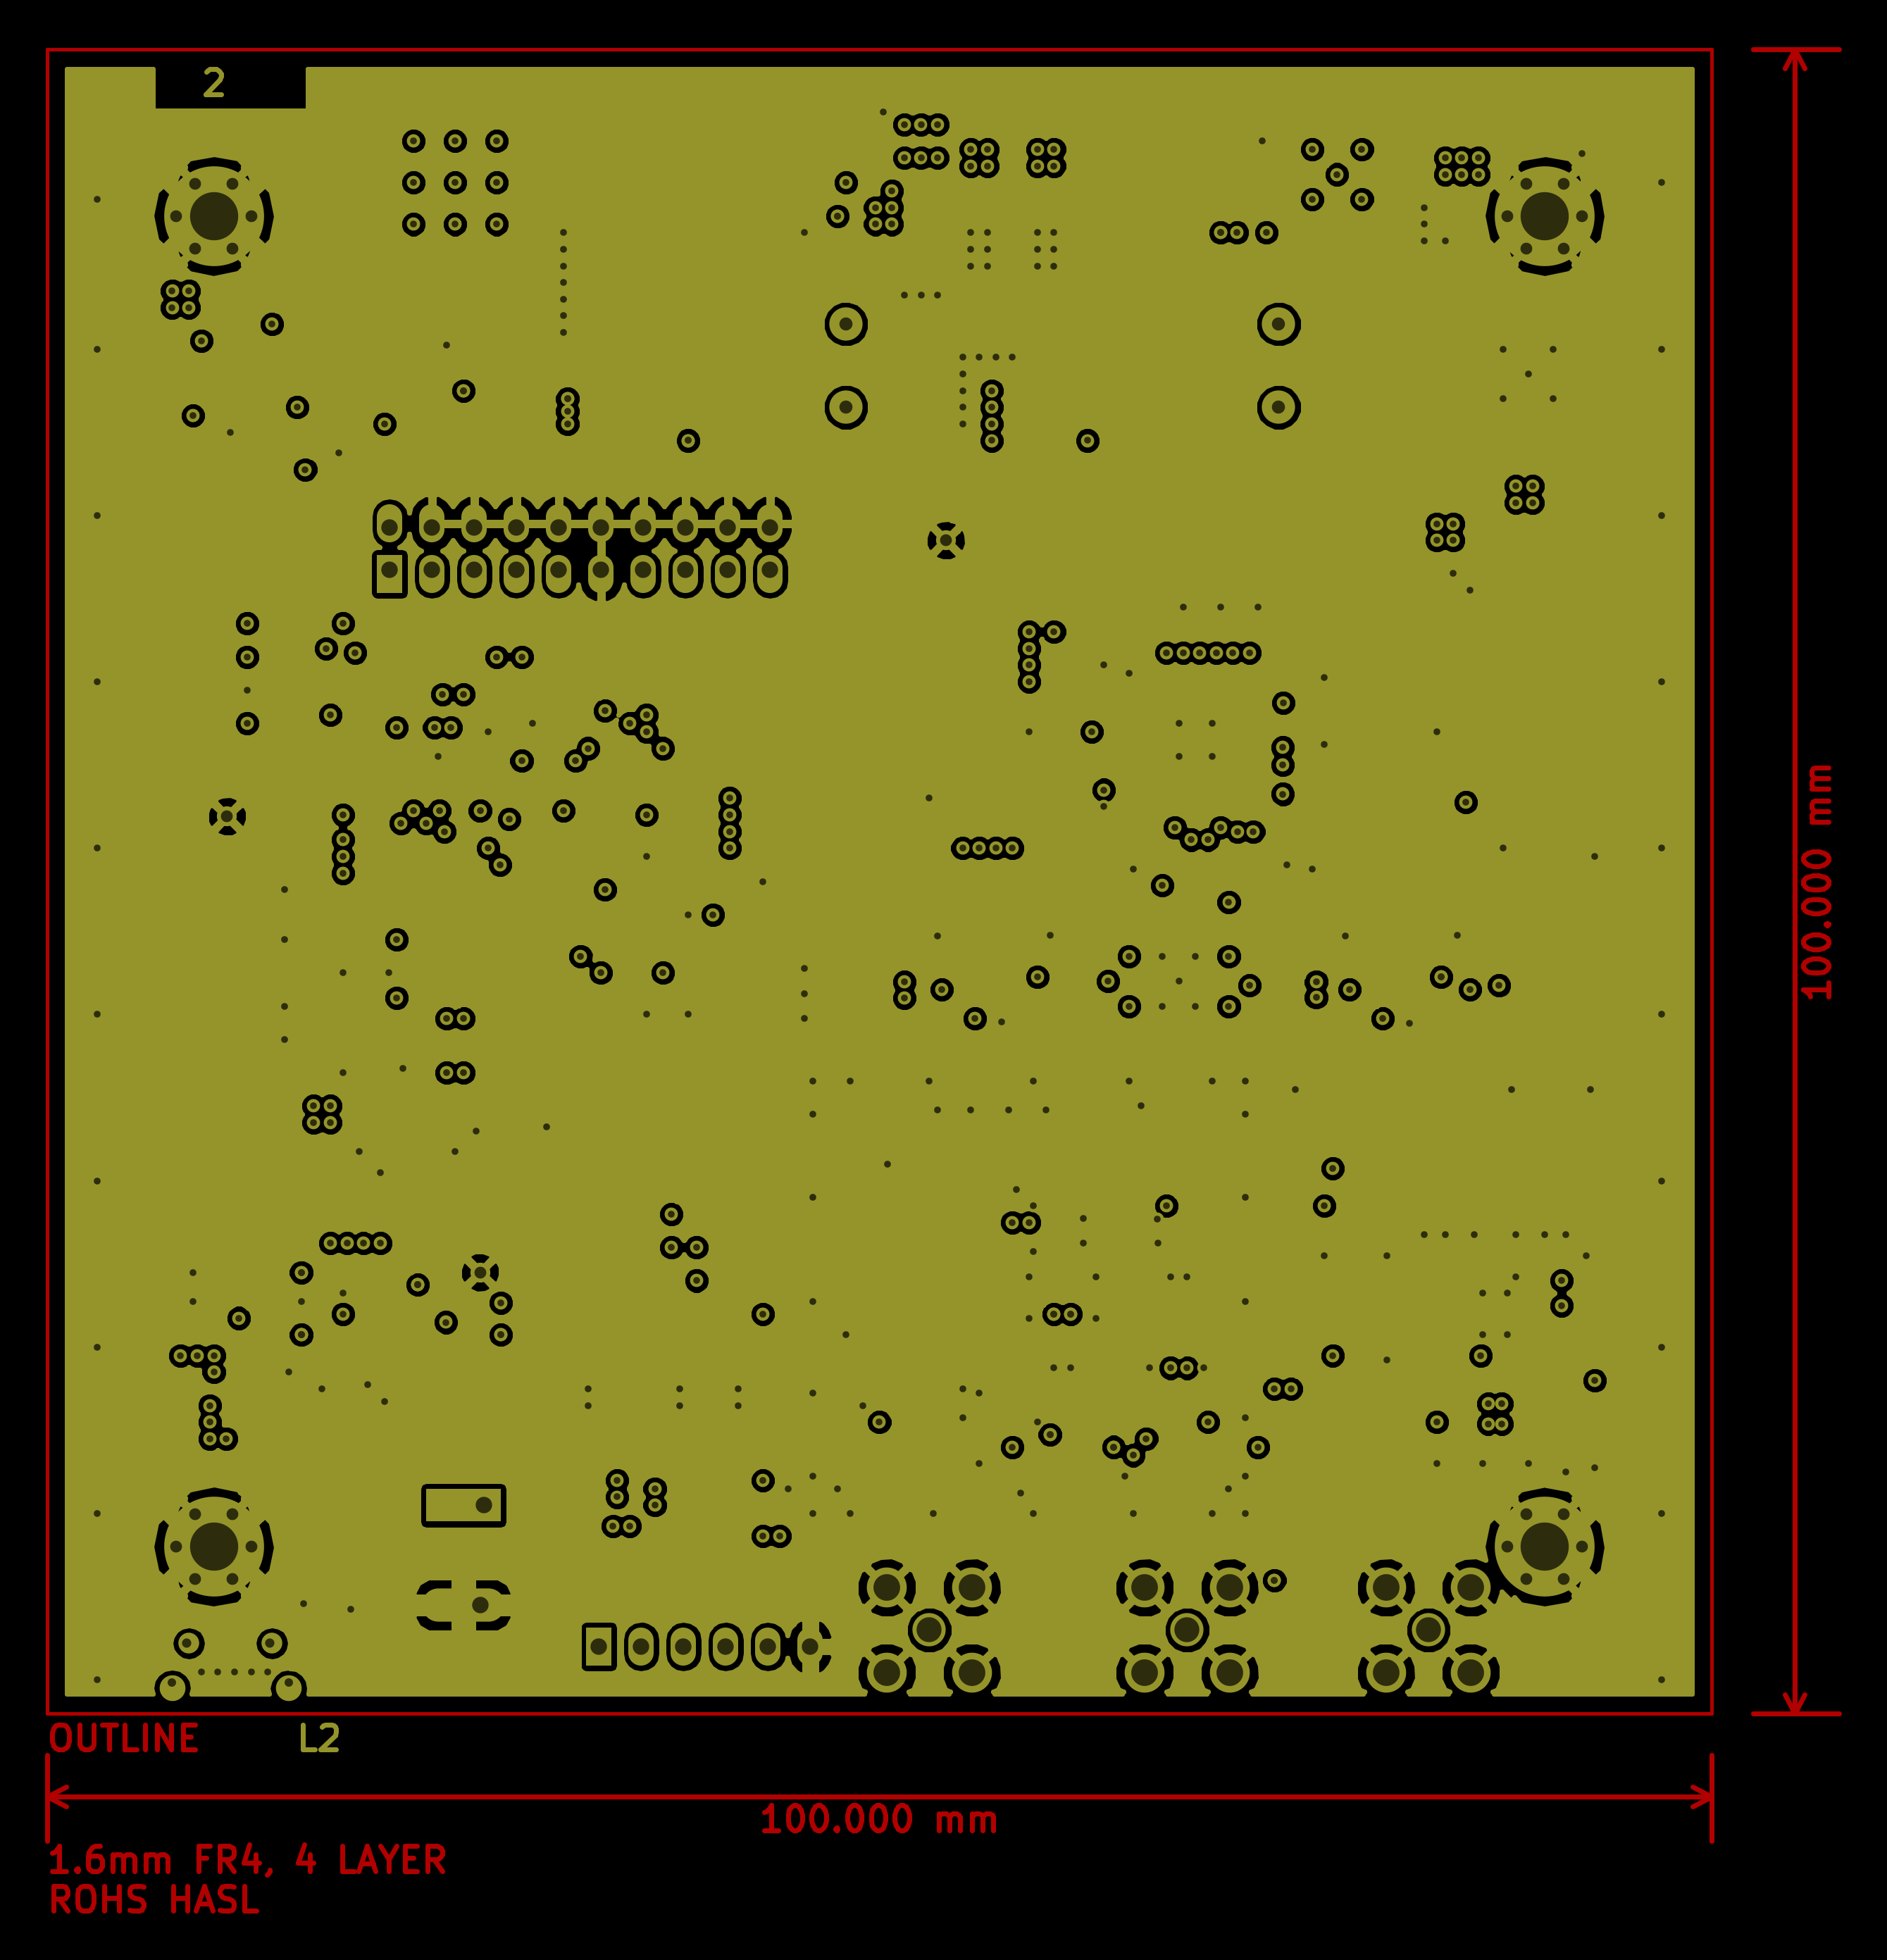 2
100.000 mm
OUTLINE L2
100.000 mm
1.6mm FR4, 4 LAYER
ROHS HASL